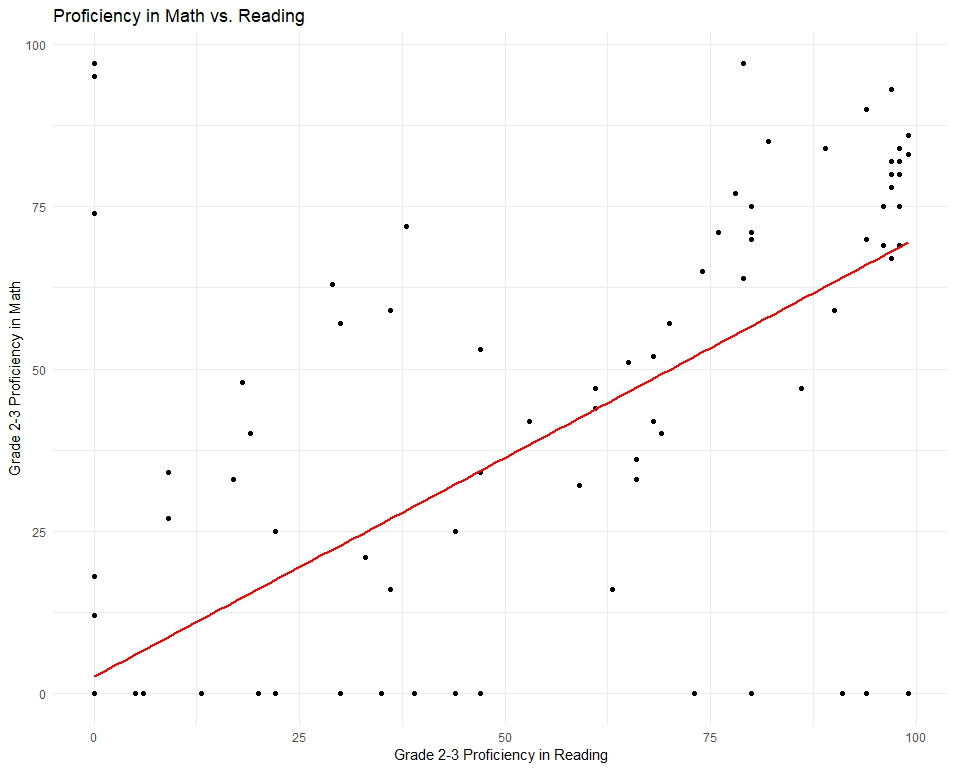 Proficiency in Math vs. Reading
100
75
50
25
0
Grade 2-3 Proficiency in Math
0 25 50 75 100
Grade 2-3 Proficiency in Reading